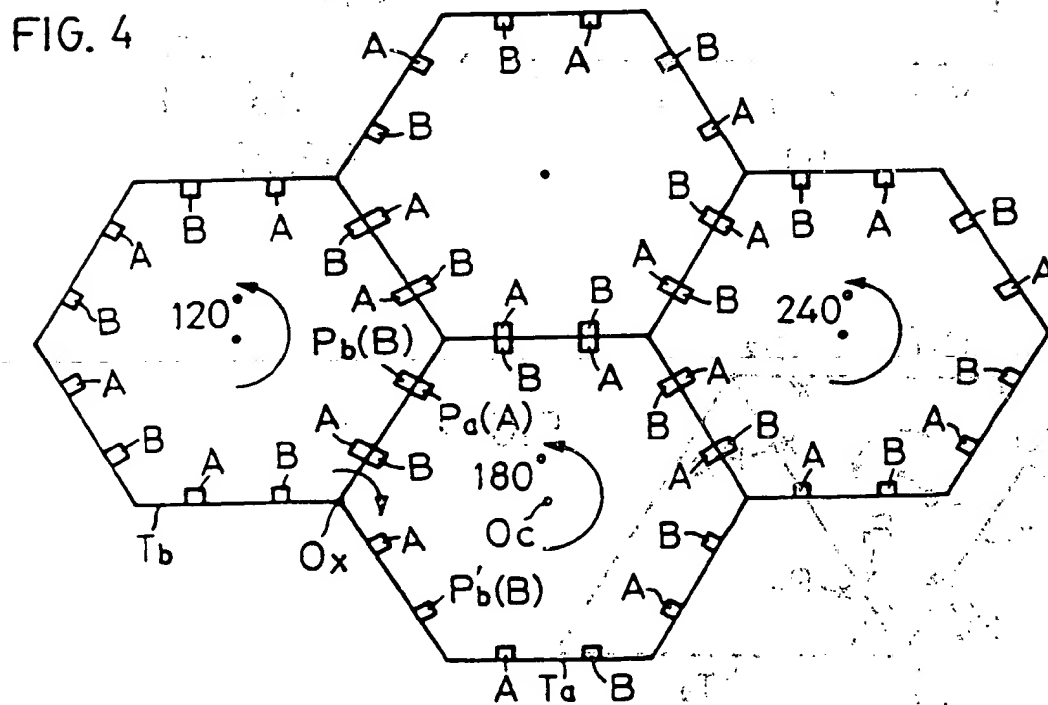 FIG. 4
B A
A B
B A
B A B A
A B B A
B A
A B A B A
A B B A B A
120° 240°
B B
P_b(B) A B
A B A A
P_a(A) B B
B A A
A B B A
A B 180° A B
T_b O_x O_c
A B
P'_b(B) A
A T_a B